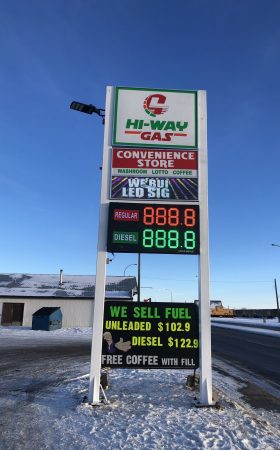 HI-WAY
GAS
CONVENIENCE
STORE
WASHROOM LOTTO COFFEE
LED SIG
REGULAR 888.8
DIESEL 888.8
WE SELL FUEL
UNLEADED $102.9
DIESEL $122.9
FREE COFFEE WITH FILL